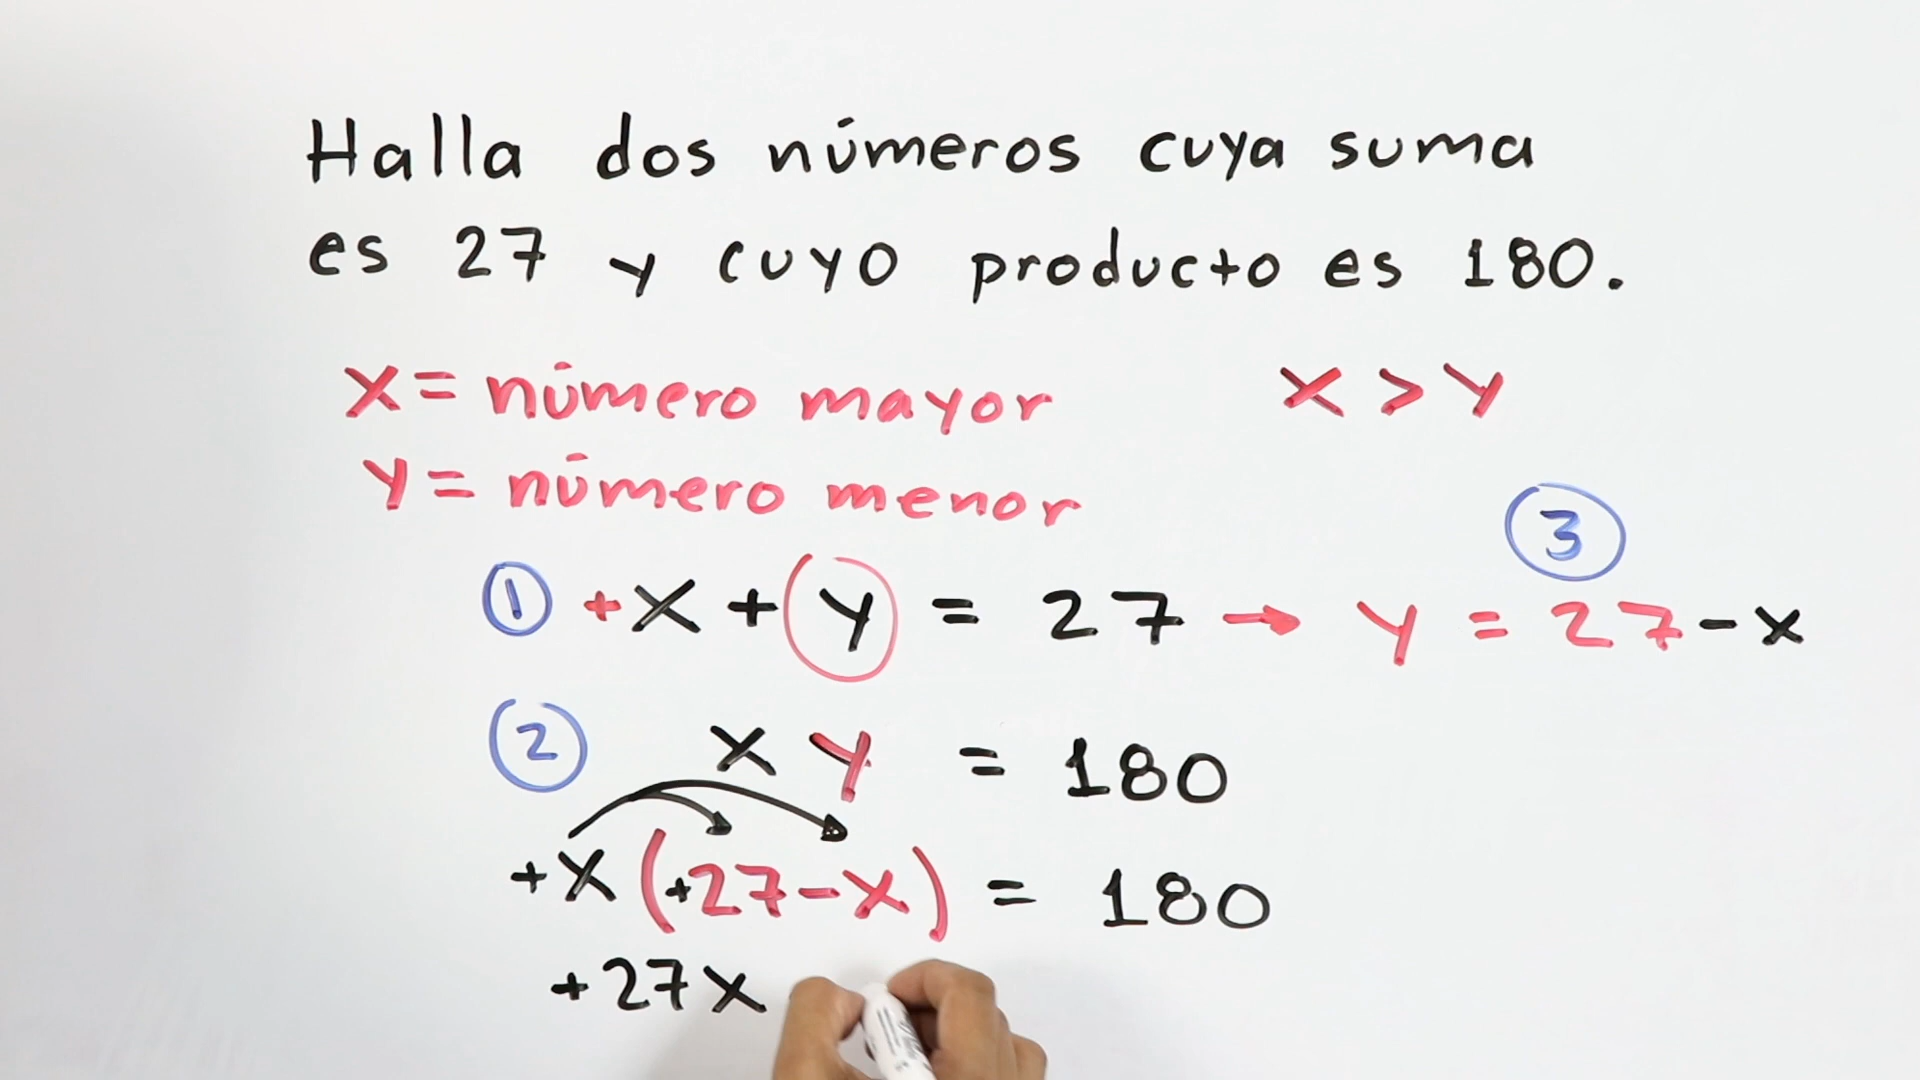 Halla dos números cuya suma
es 27 y cuyo producto es 180.
x = número mayor x > y
y = número menor
3
1 +x + y = 27 → y = 27 - x
2 x y = 180
+x (+27 - x) = 180
+27x